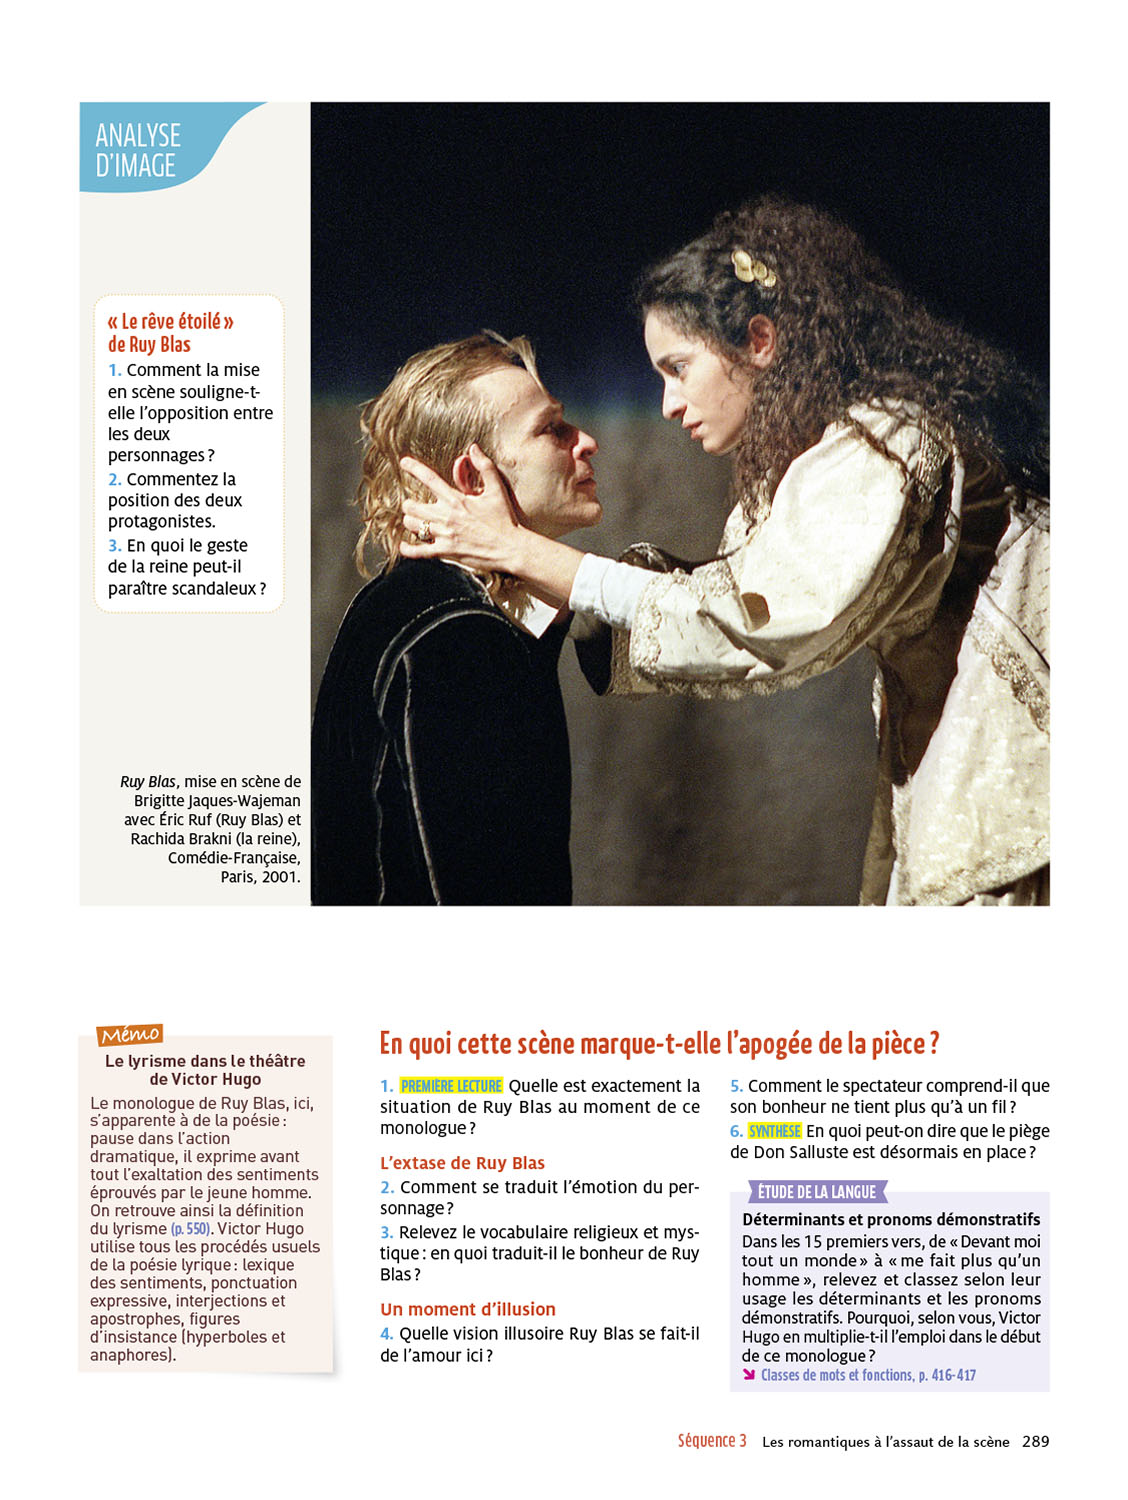 ANALYSE
D'IMAGE
« Le rêve étoilé »
de Ruy Blas
1. Comment la mise
en scène souligne-t-
elle l'opposition entre
les deux
personnages ?
2. Commentez la
position des deux
protagonistes.
3. En quoi le geste
de la reine peut-il
paraître scandaleux ?
Ruy Blas, mise en scène de
Brigitte Jaques-Wajeman
avec Éric Ruf (Ruy Blas) et
Rachida Brakni (la reine),
Comédie-Française,
Paris, 2001.
Mémo
Le lyrisme dans le théâtre
de Victor Hugo
Le monologue de Ruy Blas, ici,
s'apparente à de la poésie :
pause dans l'action
dramatique, il exprime avant
tout l'exaltation des sentiments
éprouvés par le jeune homme.
On retrouve ainsi la définition
du lyrisme (p. 550). Victor Hugo
utilise tous les procédés usuels
de la poésie lyrique : lexique
des sentiments, ponctuation
expressive, interjections et
apostrophes, figures
d'insistance (hyperboles et
anaphores).
En quoi cette scène marque-t-elle l'apogée de la pièce ?
1. PREMIÈRE LECTURE Quelle est exactement la
situation de Ruy Blas au moment de ce
monologue ?
L'extase de Ruy Blas
2. Comment se traduit l'émotion du per-
sonnage ?
3. Relevez le vocabulaire religieux et mys-
tique : en quoi traduit-il le bonheur de Ruy
Blas ?
Un moment d'illusion
4. Quelle vision illusoire Ruy Blas se fait-il
de l'amour ici ?
5. Comment le spectateur comprend-il que
son bonheur ne tient plus qu'à un fil ?
6. SYNTHÈSE En quoi peut-on dire que le piège
de Don Salluste est désormais en place ?
ÉTUDE DE LA LANGUE
Déterminants et pronoms démonstratifs
Dans les 15 premiers vers, de « Devant moi
tout un monde » à « me fait plus qu'un
homme », relevez et classez selon leur
usage les déterminants et les pronoms
démonstratifs. Pourquoi, selon vous, Victor
Hugo en multiplie-t-il l'emploi dans le début
de ce monologue ?
Classes de mots et fonctions, p. 416-417
Séquence 3 Les romantiques à l'assaut de la scène 289